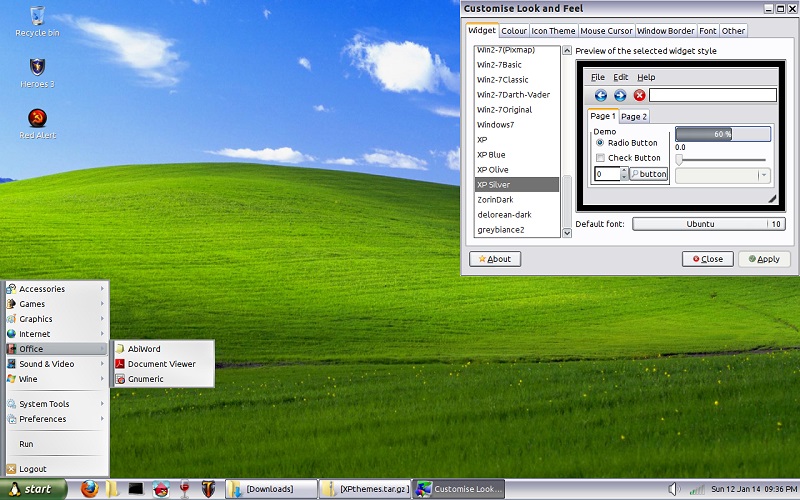 Recycle bin
Heroes 3
Red Alert
Customise Look and Feel
Widget Colour Icon Theme Mouse Cursor Window Border Font Other
Win2-7(Pixmap)
Win2-7Basic
Win2-7Classic
Win2-7Darth-Vader
Win2-7Original
Windows7
XP
XP Blue
XP Olive
XP Silver
ZorinDark
delorean-dark
greybiance2
Preview of the selected widget style
File Edit Help
Page 1 Page 2
Demo
Radio Button
Check Button
0 button
60 %
0.0
Default font: Ubuntu 10
About Close Apply
Accessories
Games
Graphics
Internet
Office
Sound & Video
Wine
System Tools
Preferences
Run
Logout
AbiWord
Document Viewer
Gnumeric
start [Downloads] [XPthemes.tar.gz] Customise Look... Sun 12 Jan 14 09:36 PM